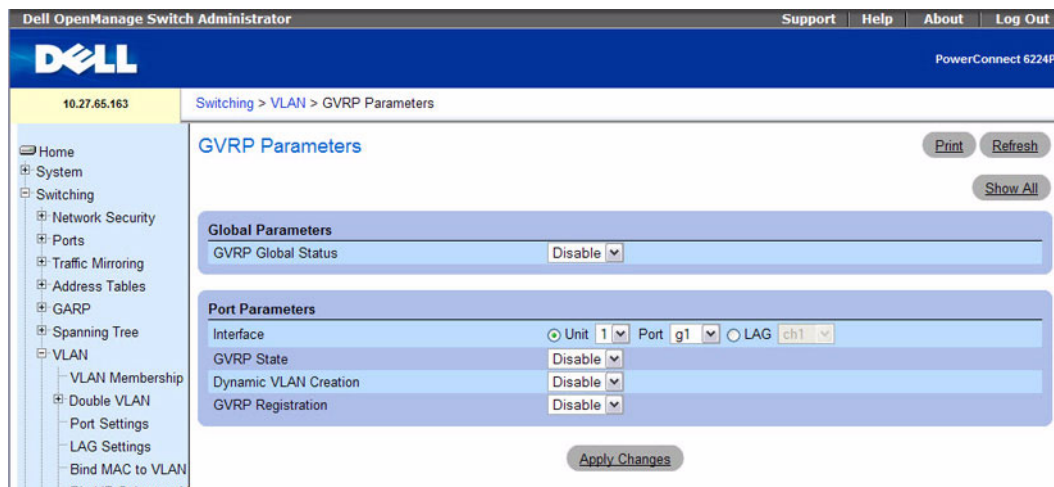 Dell OpenManage Switch Administrator
Support Help About Log Out
DELL
PowerConnect 6224P
10.27.65.163
Switching > VLAN > GVRP Parameters
Home
System
Switching
Network Security
Ports
Traffic Mirroring
Address Tables
GARP
Spanning Tree
VLAN
VLAN Membership
Double VLAN
Port Settings
LAG Settings
Bind MAC to VLAN
GVRP Parameters
Print Refresh
Show All
Global Parameters
GVRP Global Status Disable
Port Parameters
Interface Unit 1 Port g1 LAG ch1
GVRP State Disable
Dynamic VLAN Creation Disable
GVRP Registration Disable
Apply Changes